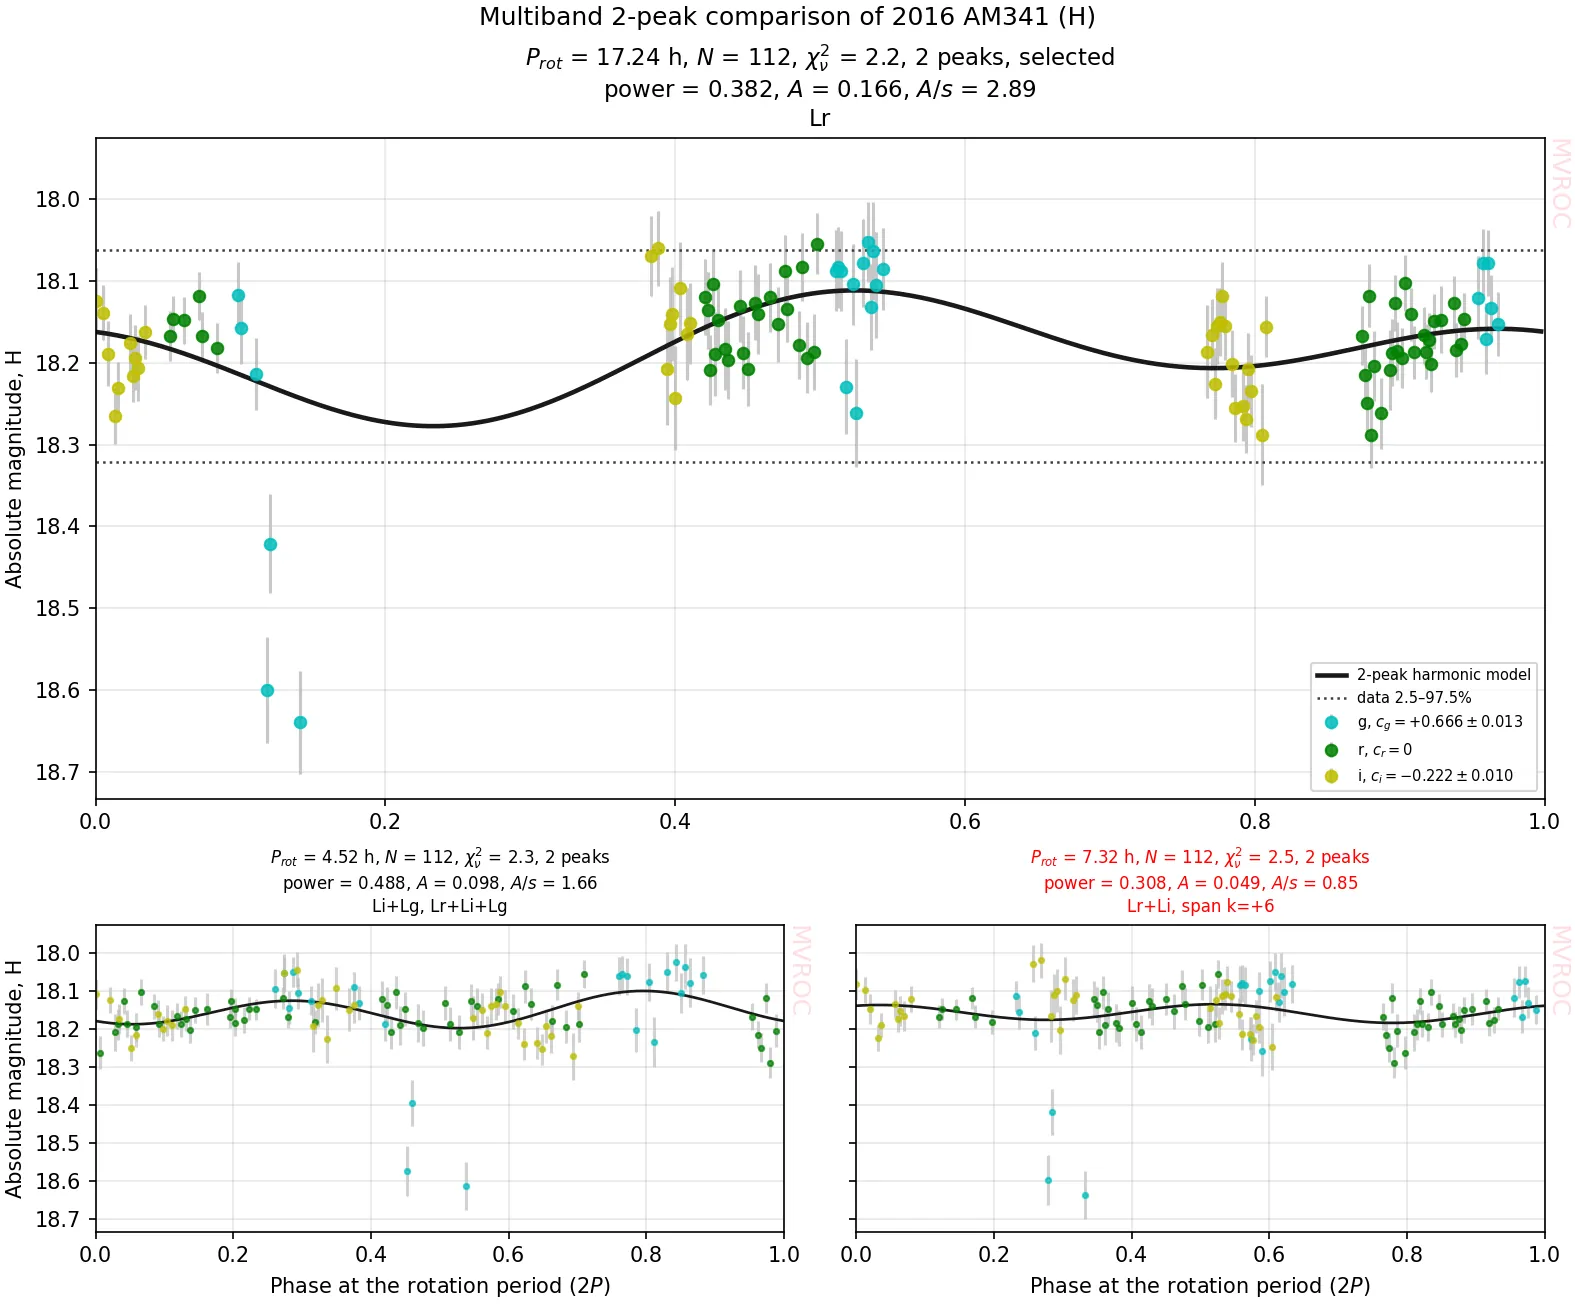 Multiband 2-peak comparison of 2016 AM341 (H)
P_rot = 17.24 h, N = 112, χ²_ν = 2.2, 2 peaks, selected
power = 0.382, A = 0.166, A/s = 2.89
Lr
MVROC
Absolute magnitude, H
18.0
18.1
18.2
18.3
18.4
18.5
18.6
18.7
0.0 0.2 0.4 0.6 0.8 1.0
2-peak harmonic model
data 2.5–97.5%
g, c_g = +0.666 ± 0.013
r, c_r = 0
i, c_i = −0.222 ± 0.010
P_rot = 4.52 h, N = 112, χ²_ν = 2.3, 2 peaks
power = 0.488, A = 0.098, A/s = 1.66
Li+Lg, Lr+Li+Lg
MVROC
Absolute magnitude, H
18.0
18.1
18.2
18.3
18.4
18.5
18.6
18.7
0.0 0.2 0.4 0.6 0.8 1.0
Phase at the rotation period (2P)
P_rot = 7.32 h, N = 112, χ²_ν = 2.5, 2 peaks
power = 0.308, A = 0.049, A/s = 0.85
Lr+Li, span k=+6
MVROC
0.0 0.2 0.4 0.6 0.8 1.0
Phase at the rotation period (2P)